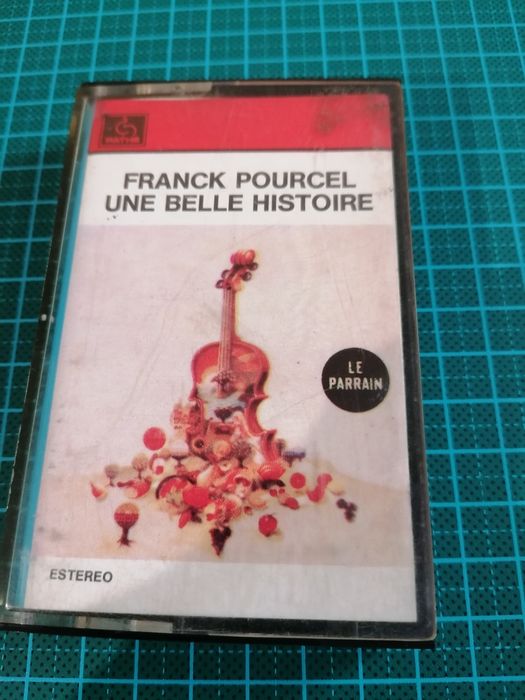 FRANCK POURCEL
UNE BELLE HISTOIRE
LE
PARRAIN
ESTEREO